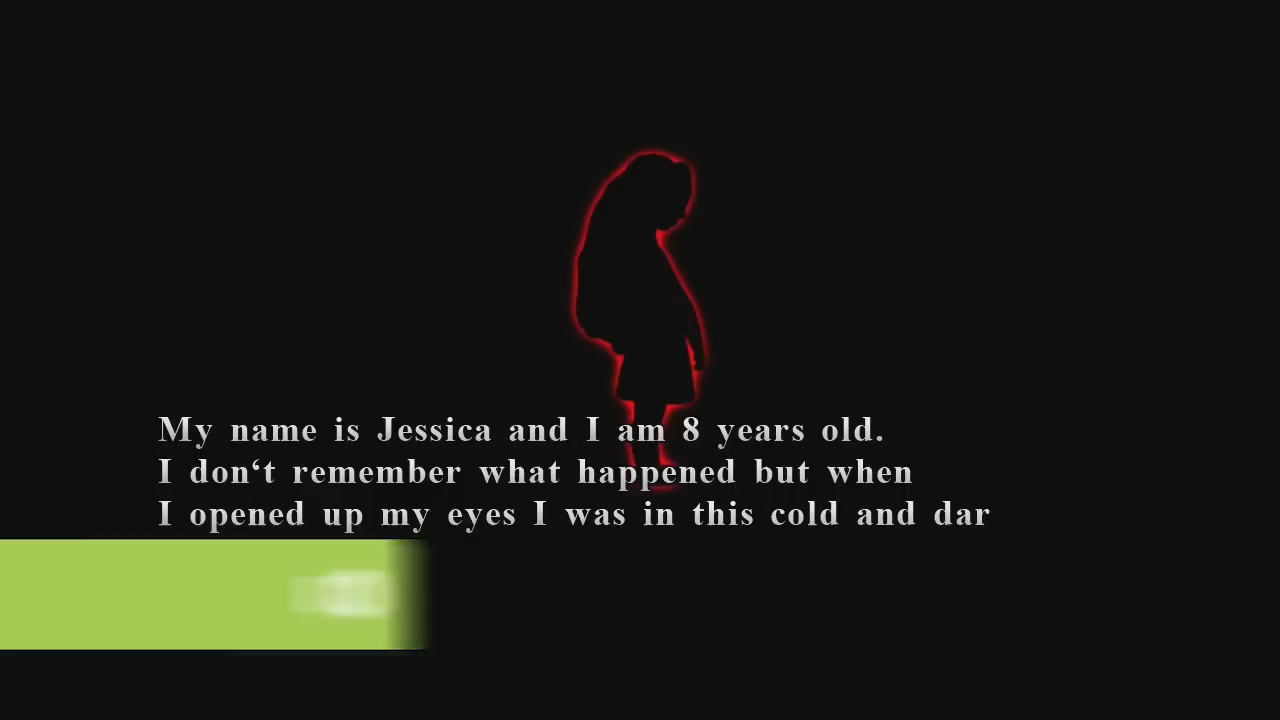 My name is Jessica and I am 8 years old.
I don‘t remember what happened but when
I opened up my eyes I was in this cold and dar